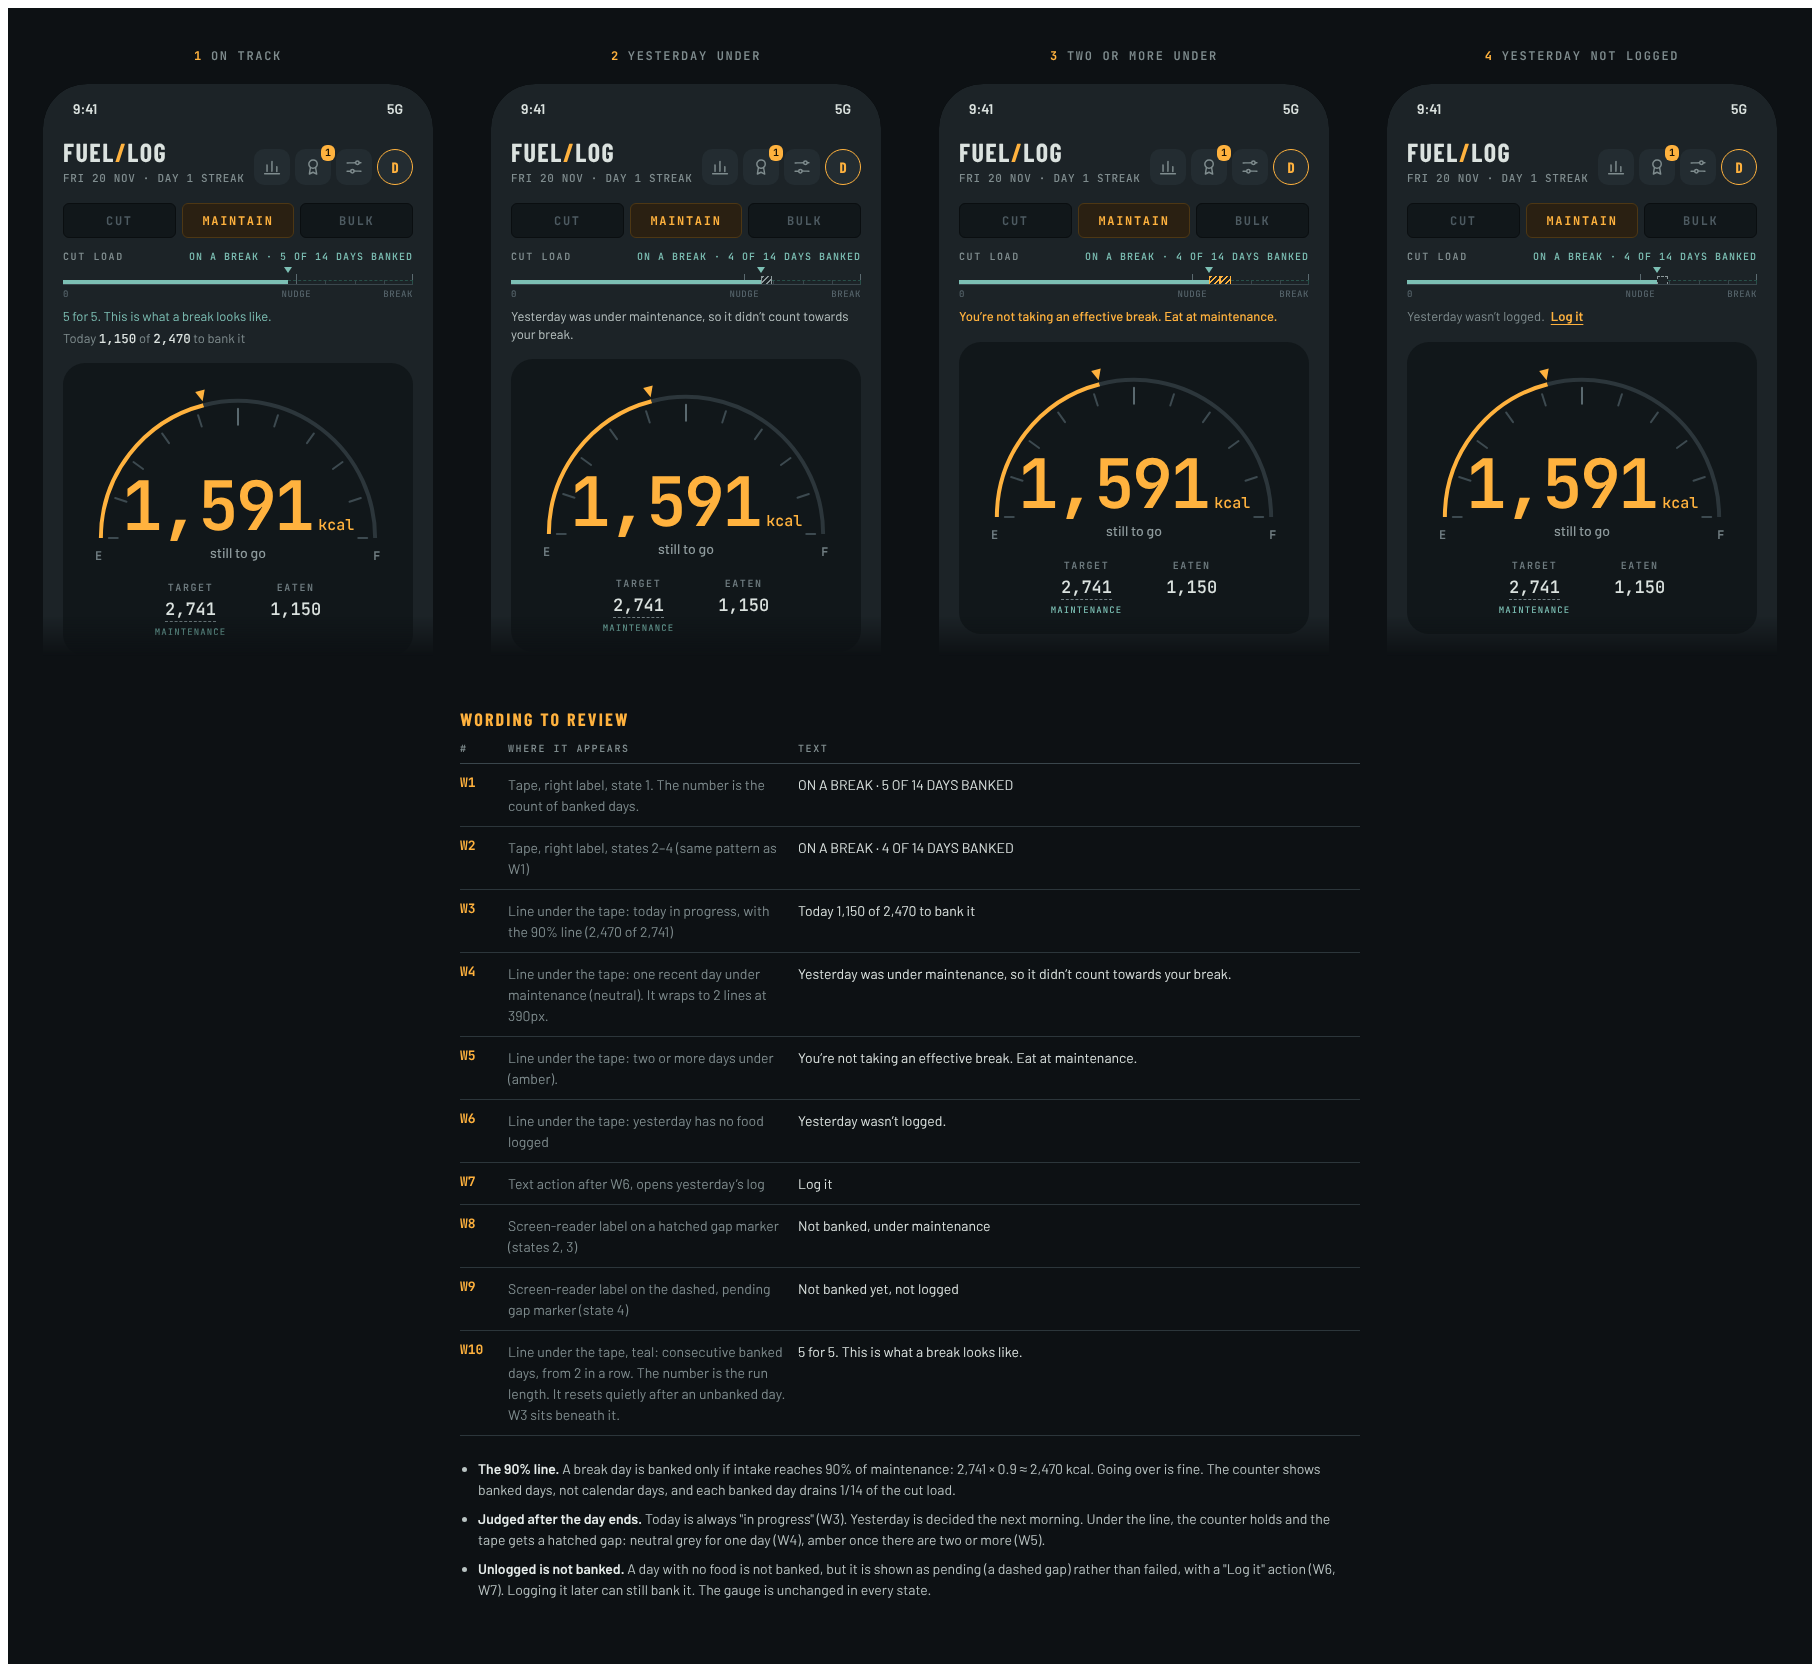 1 ON TRACK
9:41 5G
FUEL/LOG
1
D
FRI 20 NOV · DAY 1 STREAK
CUT MAINTAIN BULK
CUT LOAD ON A BREAK · 5 OF 14 DAYS BANKED
0 NUDGE BREAK
5 for 5. This is what a break looks like.
Today 1,150 of 2,470 to bank it
1,591 kcal
still to go
E F
TARGET EATEN
2,741 1,150
MAINTENANCE
2 YESTERDAY UNDER
9:41 5G
FUEL/LOG
1
D
FRI 20 NOV · DAY 1 STREAK
CUT MAINTAIN BULK
CUT LOAD ON A BREAK · 4 OF 14 DAYS BANKED
0 NUDGE BREAK
Yesterday was under maintenance, so it didn’t count towards
your break.
1,591 kcal
still to go
E F
TARGET EATEN
2,741 1,150
MAINTENANCE
3 TWO OR MORE UNDER
9:41 5G
FUEL/LOG
1
D
FRI 20 NOV · DAY 1 STREAK
CUT MAINTAIN BULK
CUT LOAD ON A BREAK · 4 OF 14 DAYS BANKED
0 NUDGE BREAK
You’re not taking an effective break. Eat at maintenance.
1,591 kcal
still to go
E F
TARGET EATEN
2,741 1,150
MAINTENANCE
4 YESTERDAY NOT LOGGED
9:41 5G
FUEL/LOG
1
D
FRI 20 NOV · DAY 1 STREAK
CUT MAINTAIN BULK
CUT LOAD ON A BREAK · 4 OF 14 DAYS BANKED
0 NUDGE BREAK
Yesterday wasn’t logged. Log it
1,591 kcal
still to go
E F
TARGET EATEN
2,741 1,150
MAINTENANCE
WORDING TO REVIEW
# WHERE IT APPEARS TEXT
W1 Tape, right label, state 1. The number is the ON A BREAK · 5 OF 14 DAYS BANKED
count of banked days.
W2 Tape, right label, states 2–4 (same pattern as ON A BREAK · 4 OF 14 DAYS BANKED
W1)
W3 Line under the tape: today in progress, with Today 1,150 of 2,470 to bank it
the 90% line (2,470 of 2,741)
W4 Line under the tape: one recent day under Yesterday was under maintenance, so it didn’t count towards your break.
maintenance (neutral). It wraps to 2 lines at
390px.
W5 Line under the tape: two or more days under You’re not taking an effective break. Eat at maintenance.
(amber).
W6 Line under the tape: yesterday has no food Yesterday wasn’t logged.
logged
W7 Text action after W6, opens yesterday’s log Log it
W8 Screen-reader label on a hatched gap marker Not banked, under maintenance
(states 2, 3)
W9 Screen-reader label on the dashed, pending Not banked yet, not logged
gap marker (state 4)
W10 Line under the tape, teal: consecutive banked 5 for 5. This is what a break looks like.
days, from 2 in a row. The number is the run
length. It resets quietly after an unbanked day.
W3 sits beneath it.
• The 90% line. A break day is banked only if intake reaches 90% of maintenance: 2,741 × 0.9 ≈ 2,470 kcal. Going over is fine. The counter shows
banked days, not calendar days, and each banked day drains 1/14 of the cut load.
• Judged after the day ends. Today is always "in progress" (W3). Yesterday is decided the next morning. Under the line, the counter holds and the
tape gets a hatched gap: neutral grey for one day (W4), amber once there are two or more (W5).
• Unlogged is not banked. A day with no food is not banked, but it is shown as pending (a dashed gap) rather than failed, with a "Log it" action (W6,
W7). Logging it later can still bank it. The gauge is unchanged in every state.